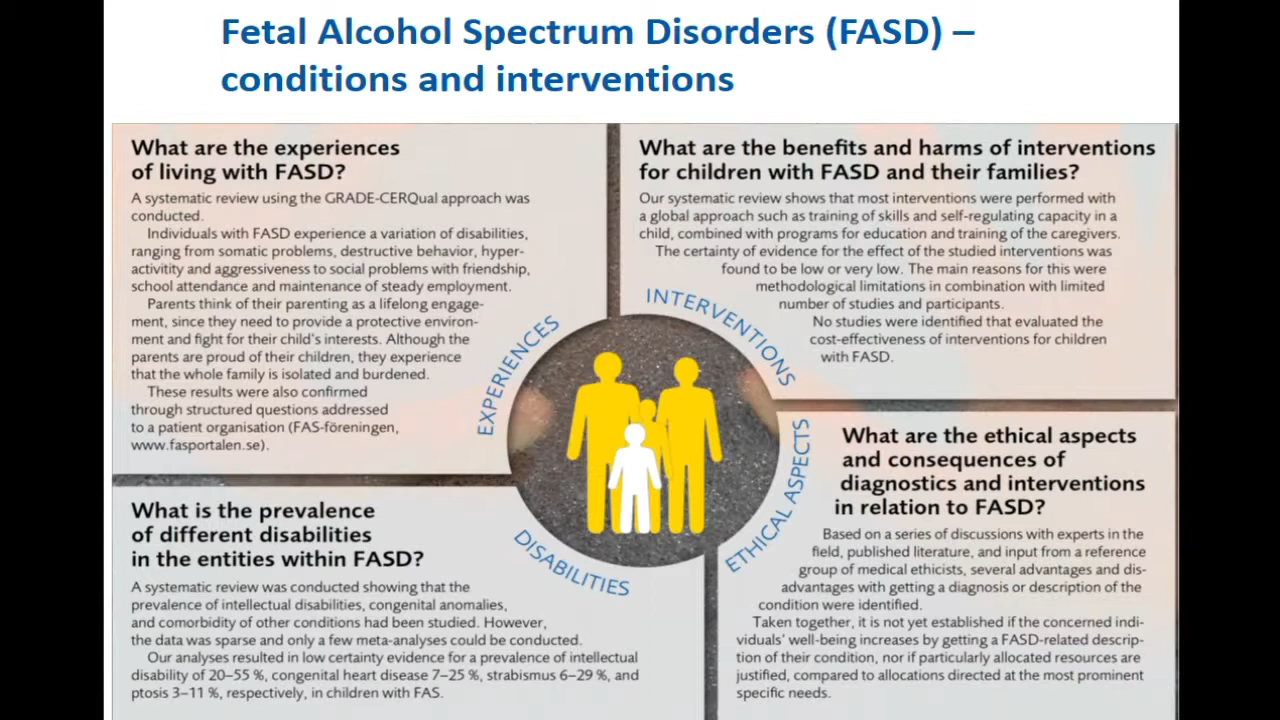 Fetal Alcohol Spectrum Disorders (FASD) –
conditions and interventions
What are the experiences
of living with FASD?
A systematic review using the GRADE-CERQual approach was
conducted.
Individuals with FASD experience a variation of disabilities,
ranging from somatic problems, destructive behavior, hyper-
activitity and aggressiveness to social problems with friendship,
school attendance and maintenance of steady employment.
Parents think of their parenting as a lifelong engage-
ment, since they need to provide a protective environ-
ment and fight for their child's interests. Although the
parents are proud of their children, they experience
that the whole family is isolated and burdened.
These results were also confirmed
through structured questions addressed
to a patient organisation (FAS-föreningen,
www.fasportalen.se).
What are the benefits and harms of interventions
for children with FASD and their families?
Our systematic review shows that most interventions were performed with
a global approach such as training of skills and self-regulating capacity in a
child, combined with programs for education and training of the caregivers.
The certainty of evidence for the effect of the studied interventions was
found to be low or very low. The main reasons for this were
methodological limitations in combination with limited
number of studies and participants.
No studies were identified that evaluated the
cost-effectiveness of interventions for children
with FASD.
EXPERIENCES
INTERVENTIONS
DISABILITIES
ETHICAL ASPECTS
What is the prevalence
of different disabilities
in the entities within FASD?
A systematic review was conducted showing that the
prevalence of intellectual disabilities, congenital anomalies,
and comorbidity of other conditions had been studied. However,
the data was sparse and only a few meta-analyses could be conducted.
Our analyses resulted in low certainty evidence for a prevalence of intellectual
disability of 20–55 %, congenital heart disease 7–25 %, strabismus 6–29 %, and
ptosis 3–11 %, respectively, in children with FAS.
What are the ethical aspects
and consequences of
diagnostics and interventions
in relation to FASD?
Based on a series of discussions with experts in the
field, published literature, and input from a reference
group of medical ethicists, several advantages and dis-
advantages with getting a diagnosis or description of the
condition were identified.
Taken together, it is not yet established if the concerned indi-
viduals' well-being increases by getting a FASD-related descrip-
tion of their condition, nor if particularly allocated resources are
justified, compared to allocations directed at the most prominent
specific needs.